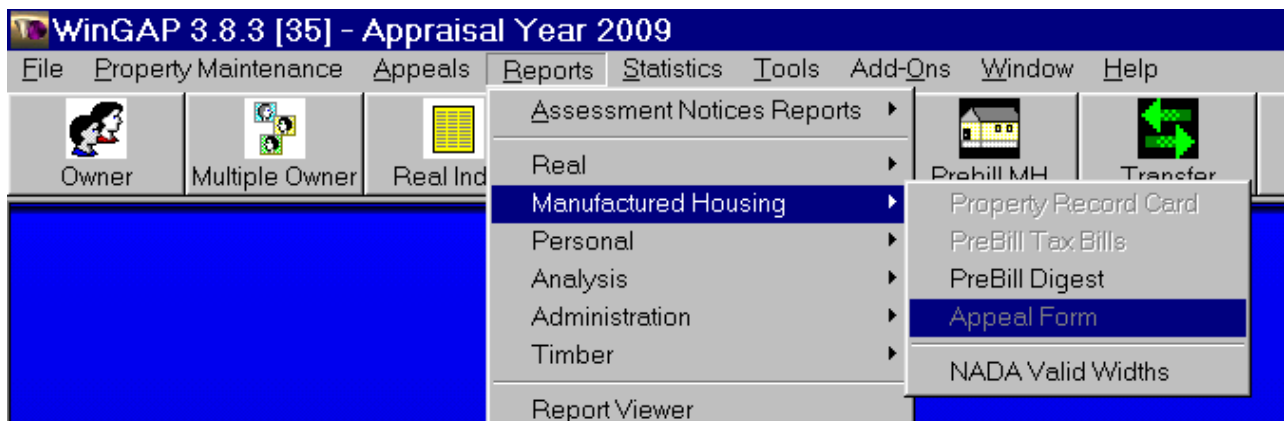 WinGAP 3.8.3 [35] - Appraisal Year 2009
File Property Maintenance Appeals Reports Statistics Tools Add-Ons Window Help
Owner Multiple Owner Real Ind Prebill MH Transfer
Assessment Notices Reports
Real
Manufactured Housing
Personal
Analysis
Administration
Timber
Report Viewer
Property Record Card
PreBill Tax Bills
PreBill Digest
Appeal Form
NADA Valid Widths